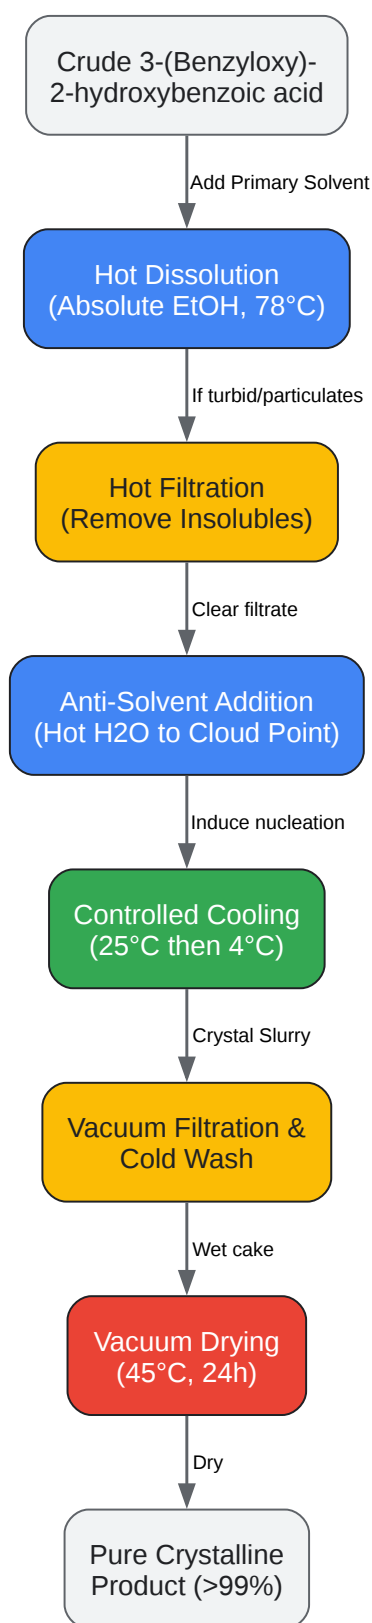 Crude 3-(Benzyloxy)-
2-hydroxybenzoic acid
Add Primary Solvent
Hot Dissolution
(Absolute EtOH, 78°C)
If turbid/particulates
Hot Filtration
(Remove Insolubles)
Clear filtrate
Anti-Solvent Addition
(Hot H2O to Cloud Point)
Induce nucleation
Controlled Cooling
(25°C then 4°C)
Crystal Slurry
Vacuum Filtration &
Cold Wash
Wet cake
Vacuum Drying
(45°C, 24h)
Dry
Pure Crystalline
Product (>99%)